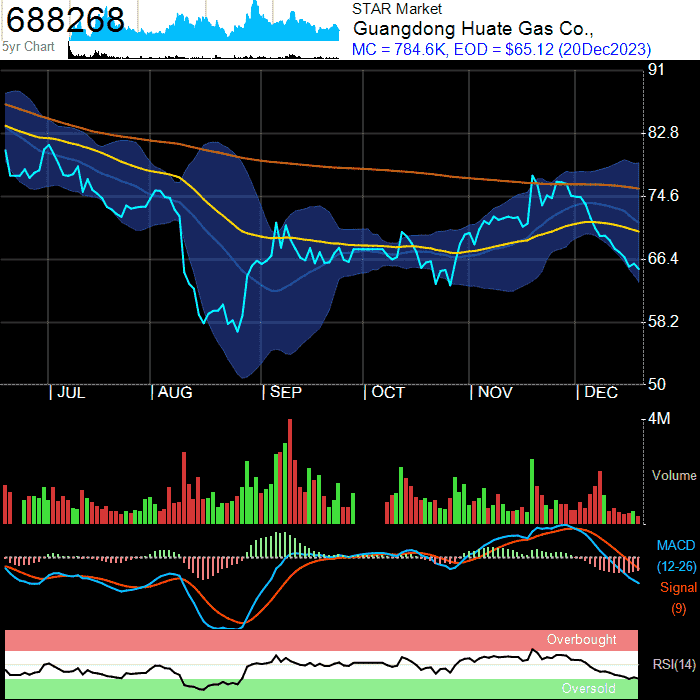 688268
5yr Chart
STAR Market
Guangdong Huate Gas Co.,
MC = 784.6K, EOD = $65.12 (20Dec2023)
91
82.8
74.6
66.4
58.2
50
| JUL | AUG | SEP | OCT | NOV | DEC
4M
Volume
MACD
(12-26)
Signal
(9)
Overbought
RSI(14)
Oversold